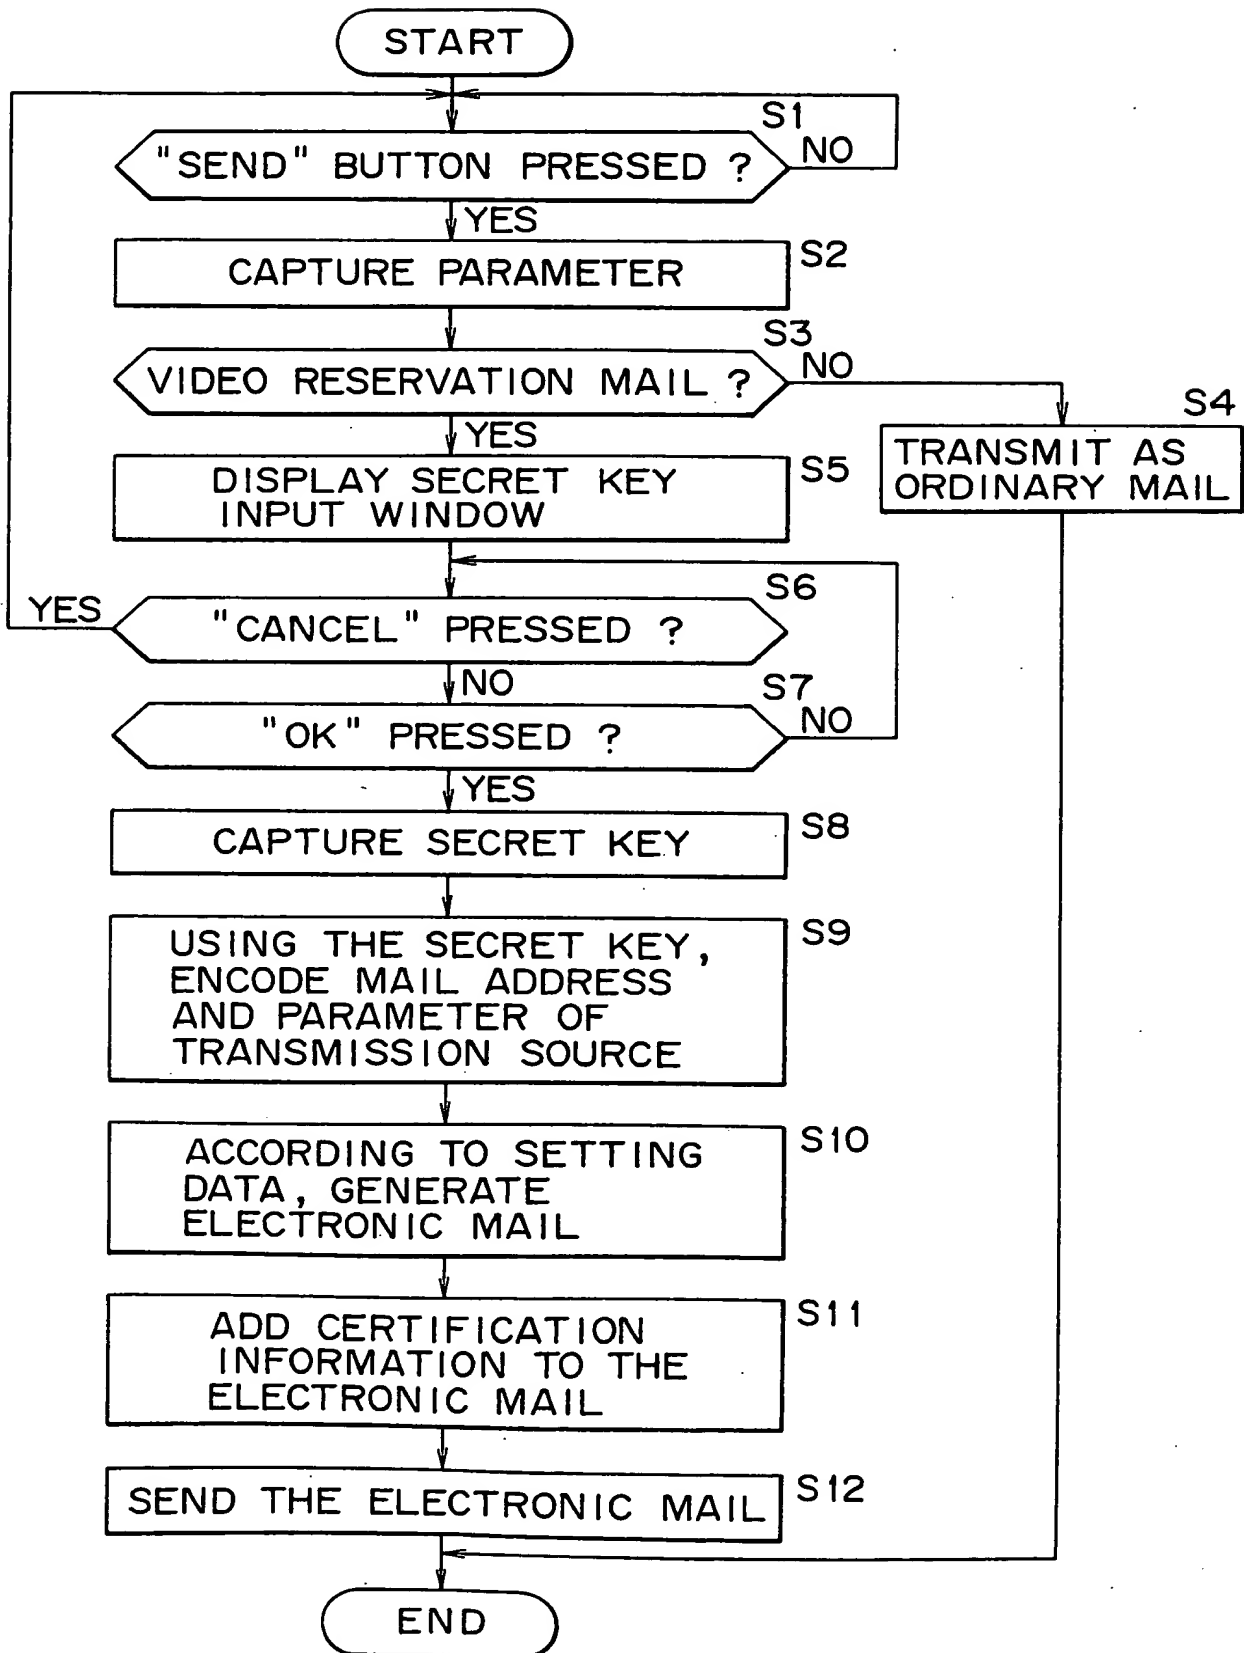 START
S1
"SEND" BUTTON PRESSED ?
NO
YES
S2
CAPTURE PARAMETER
S3
VIDEO RESERVATION MAIL ?
NO
YES
S4
TRANSMIT AS
ORDINARY MAIL
S5
DISPLAY SECRET KEY
INPUT WINDOW
S6
YES
"CANCEL" PRESSED ?
NO
S7
"OK" PRESSED ?
NO
YES
S8
CAPTURE SECRET KEY
S9
USING THE SECRET KEY,
ENCODE MAIL ADDRESS
AND PARAMETER OF
TRANSMISSION SOURCE
S10
ACCORDING TO SETTING
DATA, GENERATE
ELECTRONIC MAIL
S11
ADD CERTIFICATION
INFORMATION TO THE
ELECTRONIC MAIL
S12
SEND THE ELECTRONIC MAIL
END